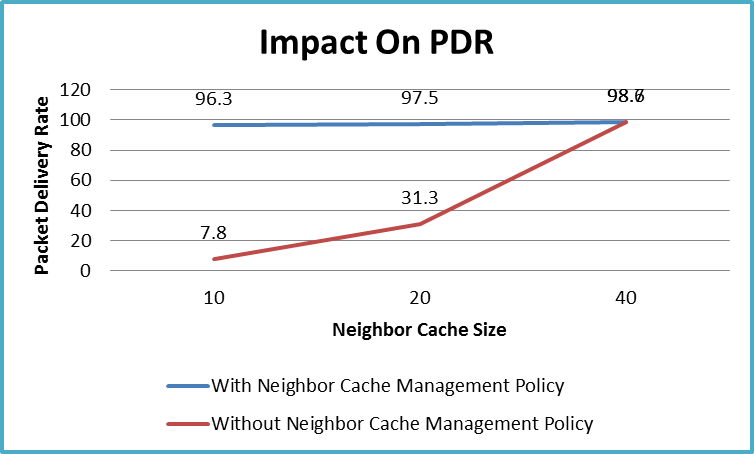 Impact On PDR
Packet Delivery Rate
120
100
80
60
40
20
0
96.3
97.5
7.8
31.3
10
20
40
Neighbor Cache Size
With Neighbor Cache Management Policy
Without Neighbor Cache Management Policy